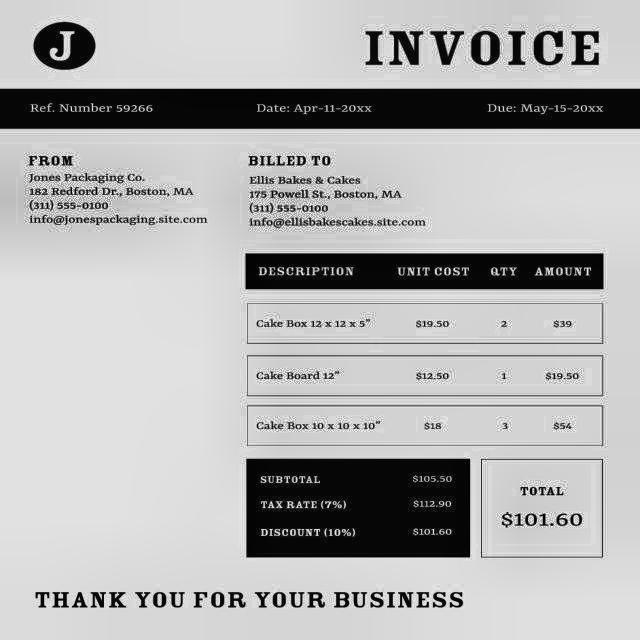 J
INVOICE
Ref. Number 59266 Date: Apr-11-20xx Due: May-15-20xx
FROM
Jones Packaging Co.
182 Redford Dr., Boston, MA
(311) 555-0100
info@jonespackaging.site.com
BILLED TO
Ellis Bakes & Cakes
175 Powell St., Boston, MA
(311) 555-0100
info@ellisbakescakes.site.com
DESCRIPTION UNIT COST QTY AMOUNT
Cake Box 12 x 12 x 5" $19.50 2 $39
Cake Board 12" $12.50 1 $19.50
Cake Box 10 x 10 x 10" $18 3 $54
SUBTOTAL $105.50
TAX RATE (7%) $112.90
DISCOUNT (10%) $101.60
TOTAL
$101.60
THANK YOU FOR YOUR BUSINESS